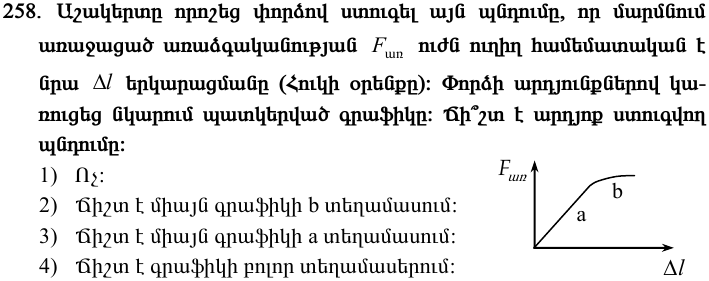 258. Աշակերտը որոշեց փորձով ստուգել այն պնդումը, որ մարմնում
առաջացած առաձգականության Fառ ուժն ուղիղ համեմատական է
նրա Δl երկարացմանը (Հուկի օրենքը)։ Փորձի արդյունքներով կա-
ռուցեց նկարում պատկերված գրաֆիկը։ Ճի՞շտ է արդյոք ստուգվող
պնդումը։
1) Ոչ։
2) Ճիշտ է միայն գրաֆիկի b տեղամասում։
3) Ճիշտ է միայն գրաֆիկի a տեղամասում։
4) Ճիշտ է գրաֆիկի բոլոր տեղամասերում։
Fառ
b
a
Δl